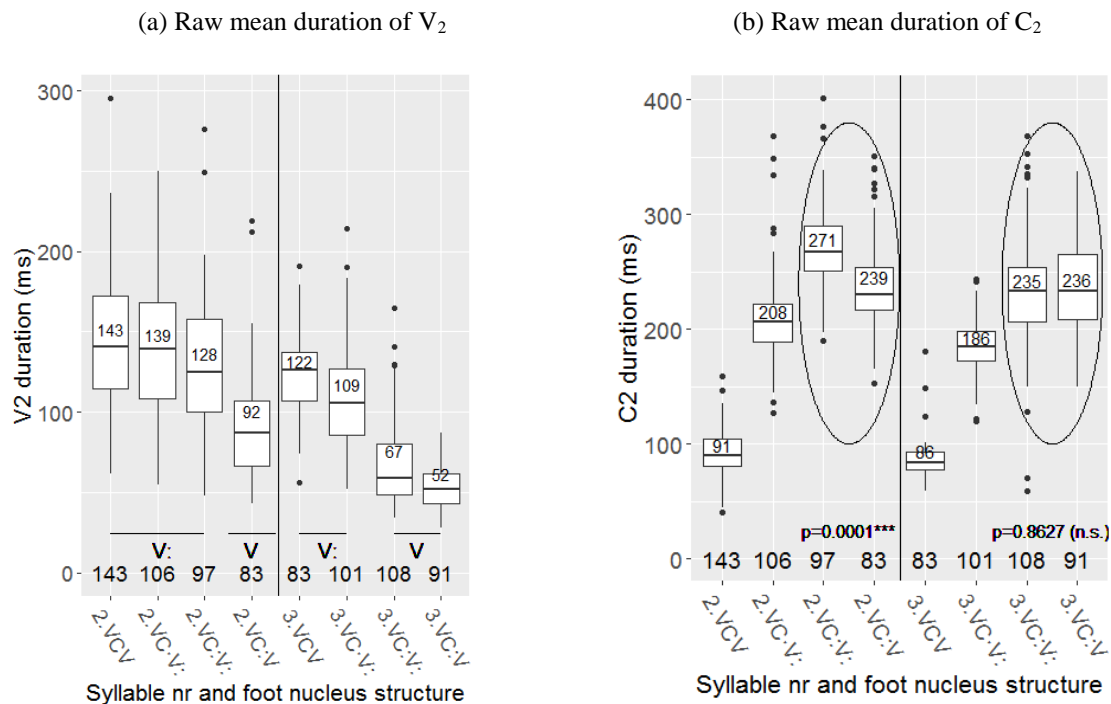 (a) Raw mean duration of V₂
V2 duration (ms)
300
200
100
0
143
139
128
92
122
109
67
52
V:
V
V:
V
143 106 97 83 83 101 108 91
2.VCV
2.VC·V:
2.VC:V:
2.VC:V
3.VCV
3.VC·V:
3.VC:V:
3.VC:V
Syllable nr and foot nucleus structure
(b) Raw mean duration of C₂
C2 duration (ms)
400
300
200
100
0
91
208
271
239
86
186
235
236
p=0.0001***
p=0.8627 (n.s.)
143 106 97 83 83 101 108 91
2.VCV
2.VC·V:
2.VC:V:
2.VC:V
3.VCV
3.VC·V:
3.VC:V:
3.VC:V
Syllable nr and foot nucleus structure